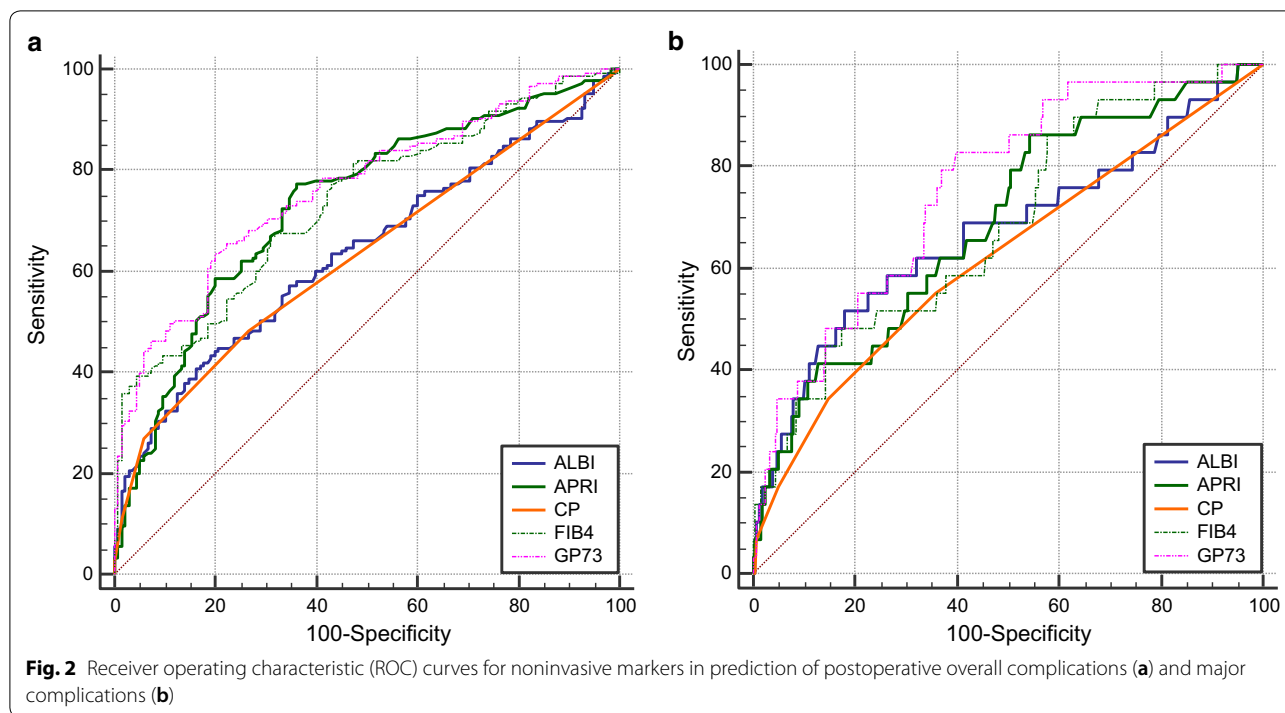 a
100
80
60
40
20
0
Sensitivity
0 20 40 60 80 100
100-Specificity
ALBI
APRI
CP
FIB4
GP73
b
100
80
60
40
20
0
Sensitivity
0 20 40 60 80 100
100-Specificity
ALBI
APRI
CP
FIB4
GP73
Fig. 2 Receiver operating characteristic (ROC) curves for noninvasive markers in prediction of postoperative overall complications (a) and major
complications (b)